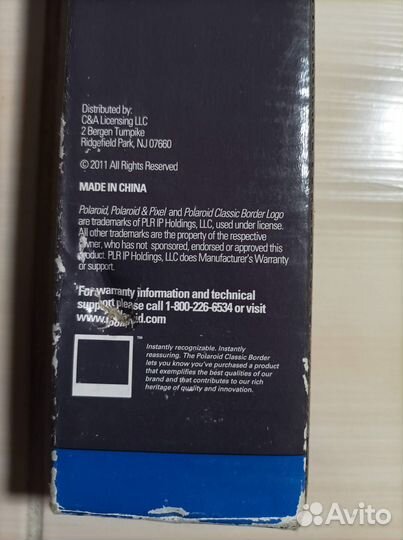 Distributed by:
C&A Licensing LLC
2 Bergen Turnpike
Ridgefield Park, NJ 07660
© 2011 All Rights Reserved
MADE IN CHINA
Polaroid, Polaroid & Pixel and Polaroid Classic Border Logo
are trademarks of PLR IP Holdings, LLC, used under license.
All other trademarks are the property of the respective
owner, who has not sponsored, endorsed or approved this
product. PLR IP Holdings, LLC does Manufacturer's Warranty
or support.
For warranty information and technical
support please call 1-800-226-6534 or visit
www.polaroid.com
TM
Instantly recognizable. Instantly
reassuring. The Polaroid Classic Border
lets you know you've purchased a product
that exemplifies the best qualities of our
brand and that contributes to our rich
heritage of quality and innovation.
Avito